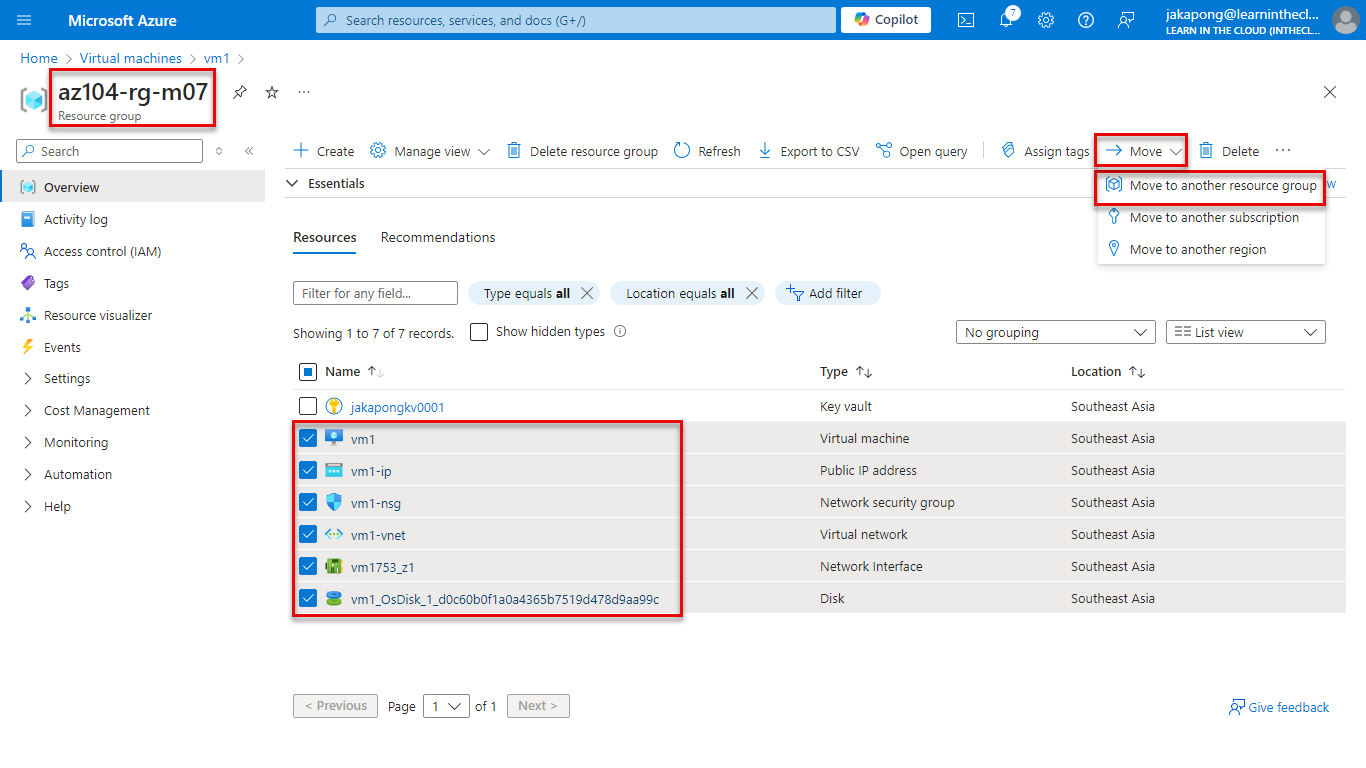 Microsoft Azure
Search resources, services, and docs (G+/)
Copilot
7
jakapong@learninthecl...
LEARN IN THE CLOUD (INTHECL...
Home > Virtual machines > vm1 >
az104-rg-m07
Resource group
Search
Create
Manage view
Delete resource group
Refresh
Export to CSV
Open query
Assign tags
Move
Delete
Overview
Activity log
Access control (IAM)
Tags
Resource visualizer
Events
Settings
Cost Management
Monitoring
Automation
Help
Essentials
Move to another resource group
Move to another subscription
Move to another region
Resources
Recommendations
Filter for any field...
Type equals all
Location equals all
Add filter
Showing 1 to 7 of 7 records.
Show hidden types
No grouping
List view
Name Type Location
jakapongkv0001 Key vault Southeast Asia
vm1 Virtual machine Southeast Asia
vm1-ip Public IP address Southeast Asia
vm1-nsg Network security group Southeast Asia
vm1-vnet Virtual network Southeast Asia
vm1753_z1 Network Interface Southeast Asia
vm1_OsDisk_1_d0c60b0f1a0a4365b7519d478d9aa99c Disk Southeast Asia
< Previous
Page 1 of 1
Next >
Give feedback